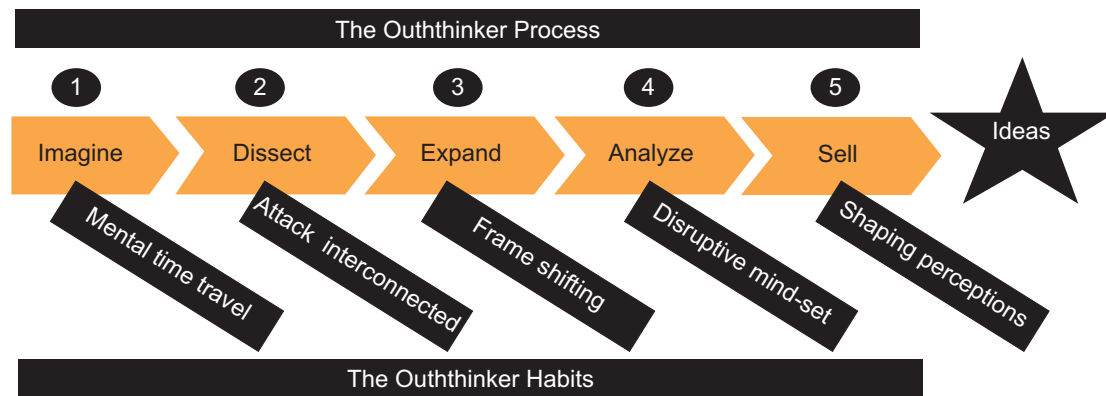 The Ouththinker Process
1
2
3
4
5
Imagine
Dissect
Expand
Analyze
Sell
Ideas
Mental time travel
Attack interconnected
Frame shifting
Disruptive mind-set
Shaping perceptions
The Ouththinker Habits